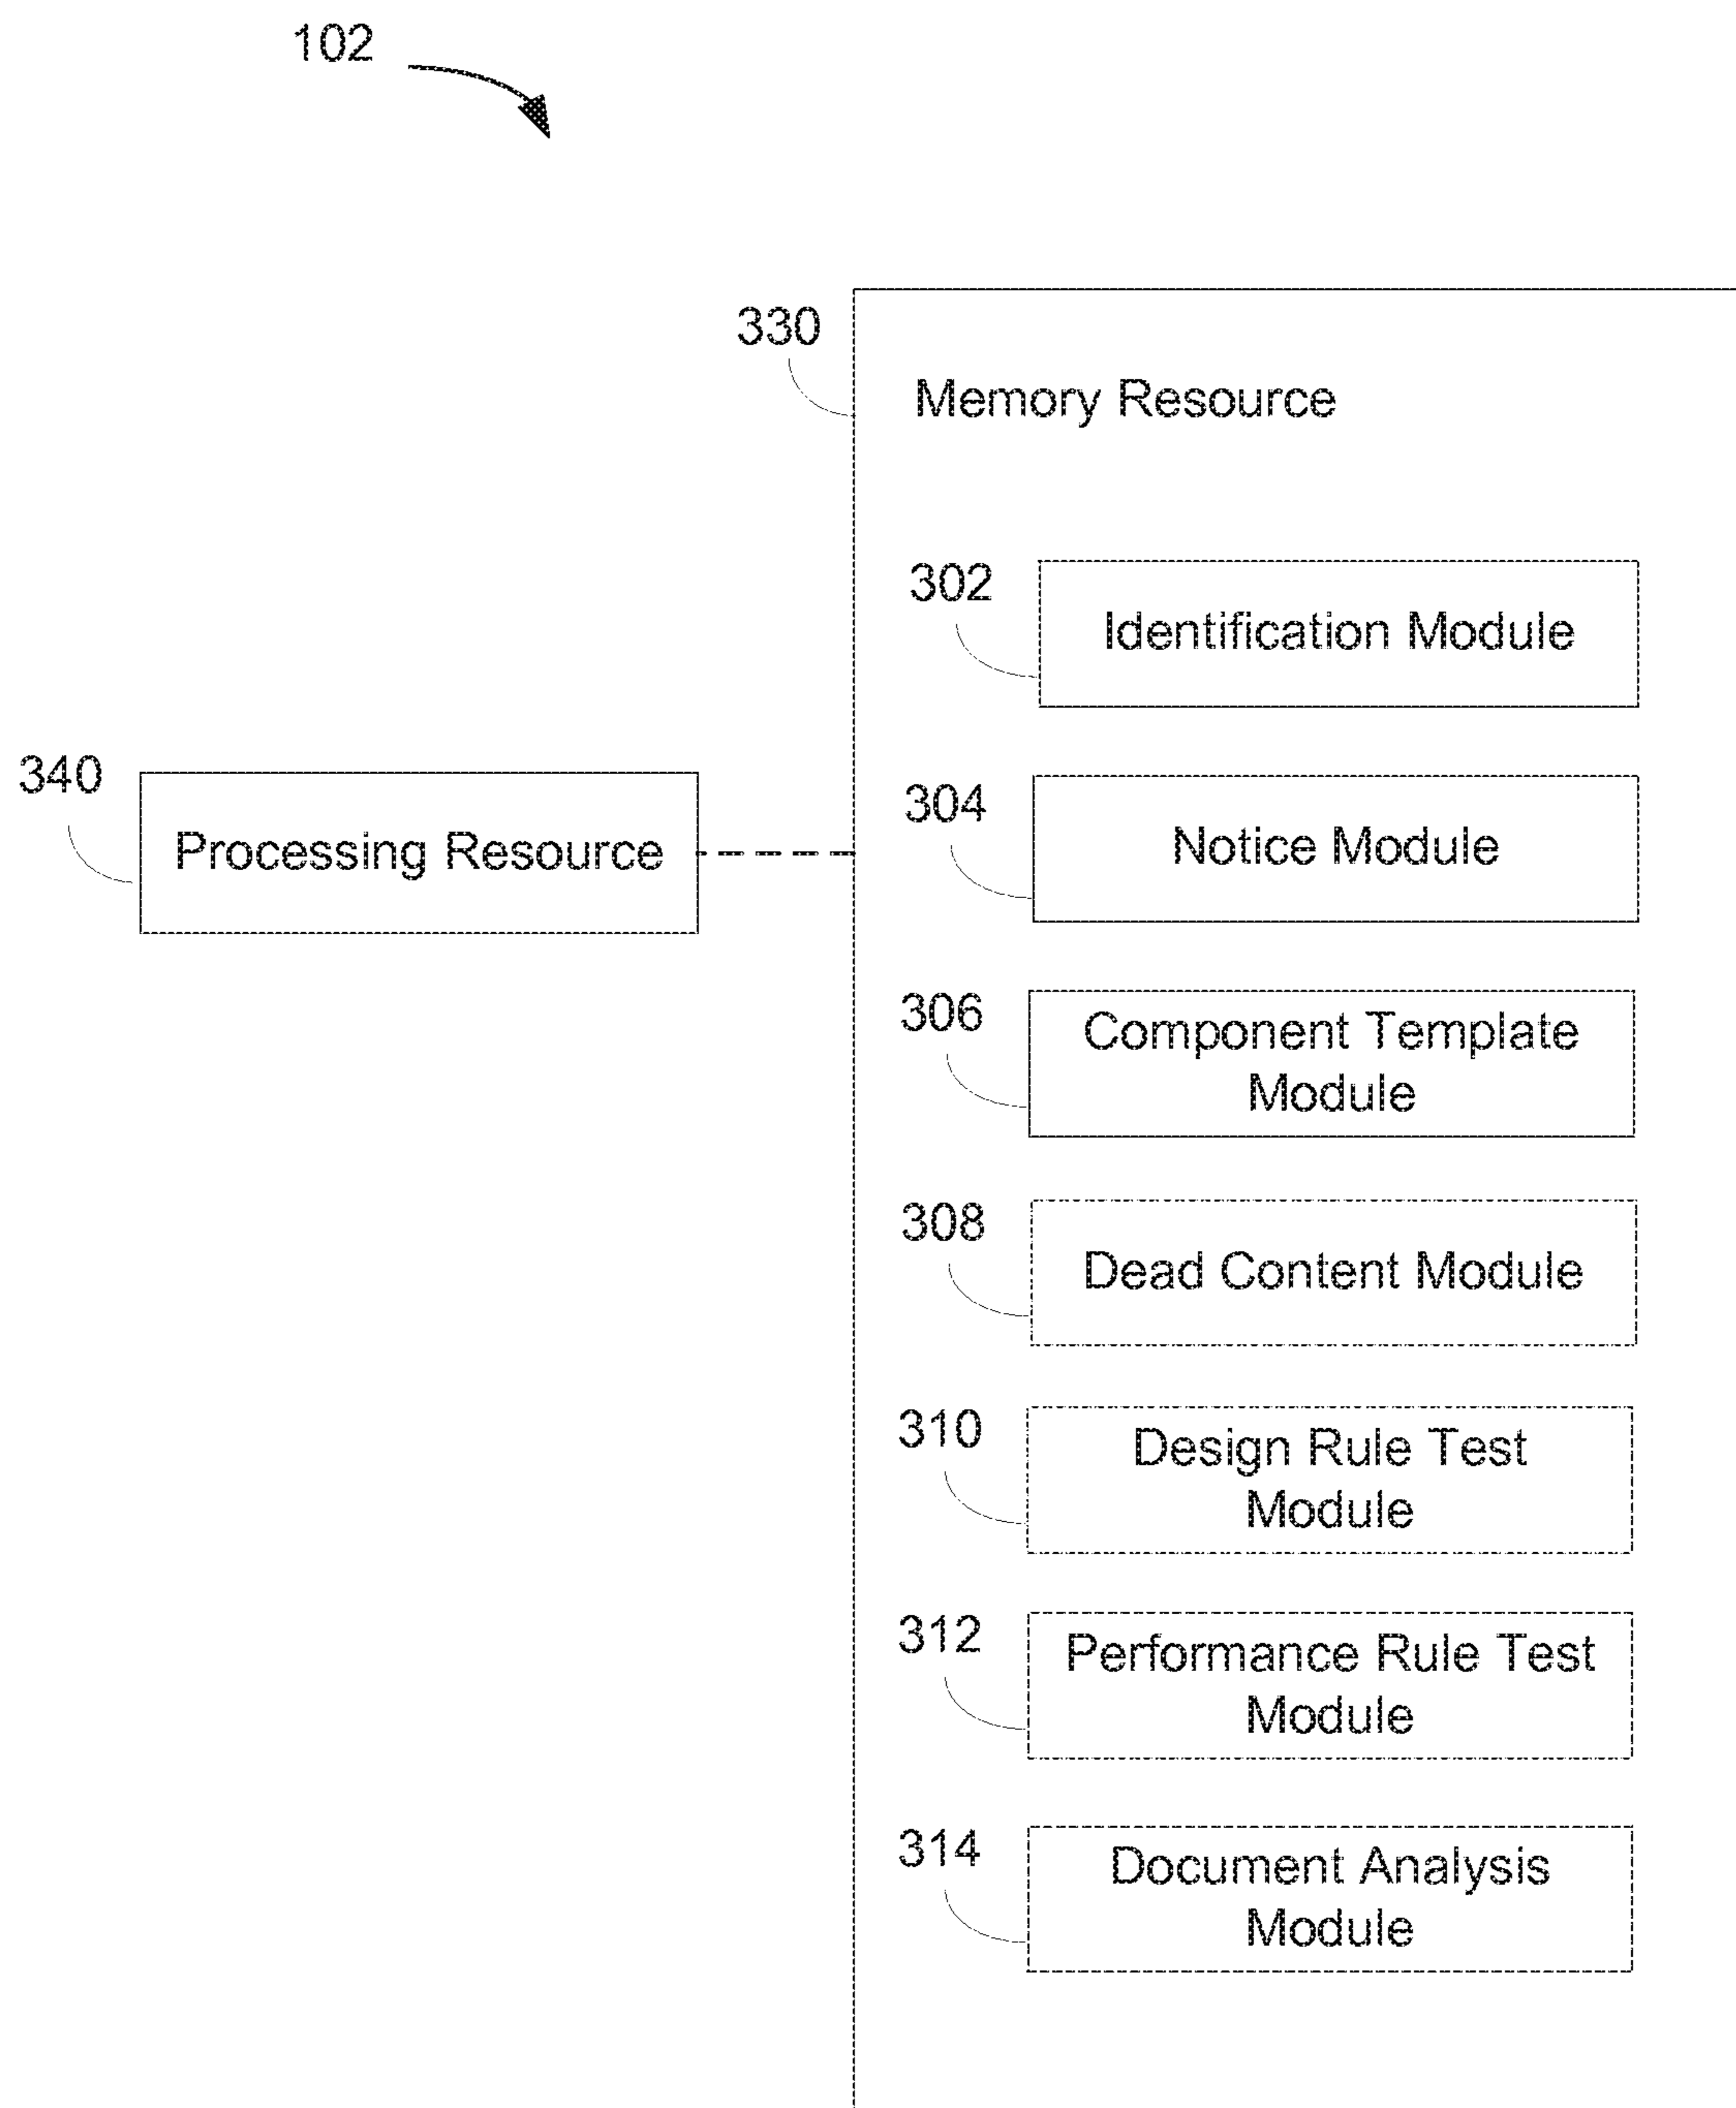 102
330
Memory Resource
302
Identification Module
340
Processing Resource
304
Notice Module
306
Component Template
Module
308
Dead Content Module
310
Design Rule Test
Module
312
Performance Rule Test
Module
314
Document Analysis
Module